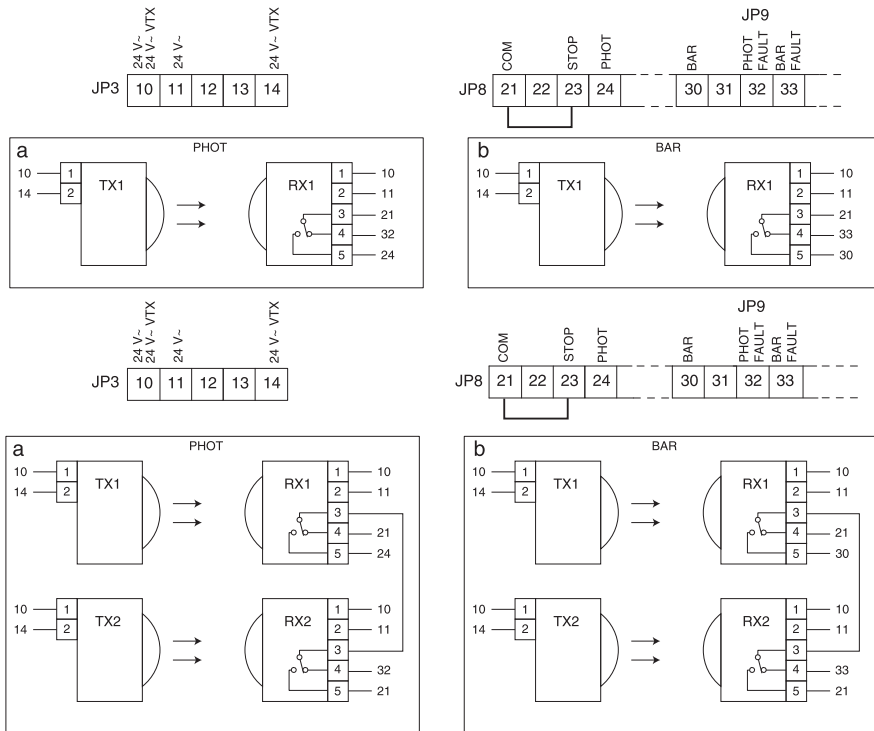 24 V~
24 V~ VTX
24 V~
24 V~ VTX
JP3 10 11 12 13 14
JP9
COM
STOP
PHOT
BAR
PHOT
FAULT
BAR
FAULT
JP8 21 22 23 24 30 31 32 33
a PHOT
10 1 TX1 RX1 1 10
14 2 2 11
3 21
4 32
5 24
b BAR
10 1 TX1 RX1 1 10
14 2 2 11
3 21
4 33
5 30
24 V~
24 V~ VTX
24 V~
24 V~ VTX
JP3 10 11 12 13 14
JP9
COM
STOP
PHOT
BAR
PHOT
FAULT
BAR
FAULT
JP8 21 22 23 24 30 31 32 33
a PHOT
10 1 TX1 RX1 1 10
14 2 2 11
3
4 21
5 24
10 1 TX2 RX2 1 10
14 2 2 11
3
4 32
5 21
b BAR
10 1 TX1 RX1 1 10
14 2 2 11
3
4 21
5 30
10 1 TX2 RX2 1 10
14 2 2 11
3
4 33
5 21